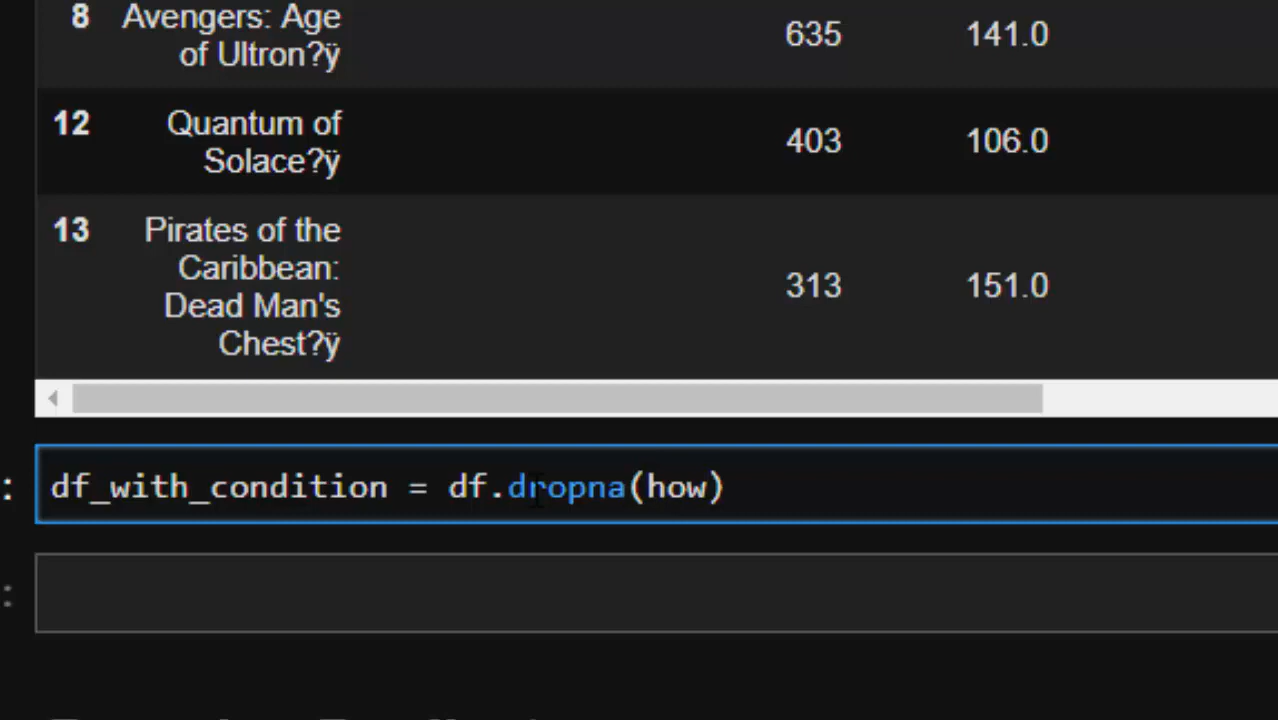 8 Avengers: Age 635 141.0
of Ultron?ÿ
12 Quantum of 403 106.0
Solace?ÿ
13 Pirates of the
Caribbean: 313 151.0
Dead Man's
Chest?ÿ
: df_with_condition = df.dropna(how)
: